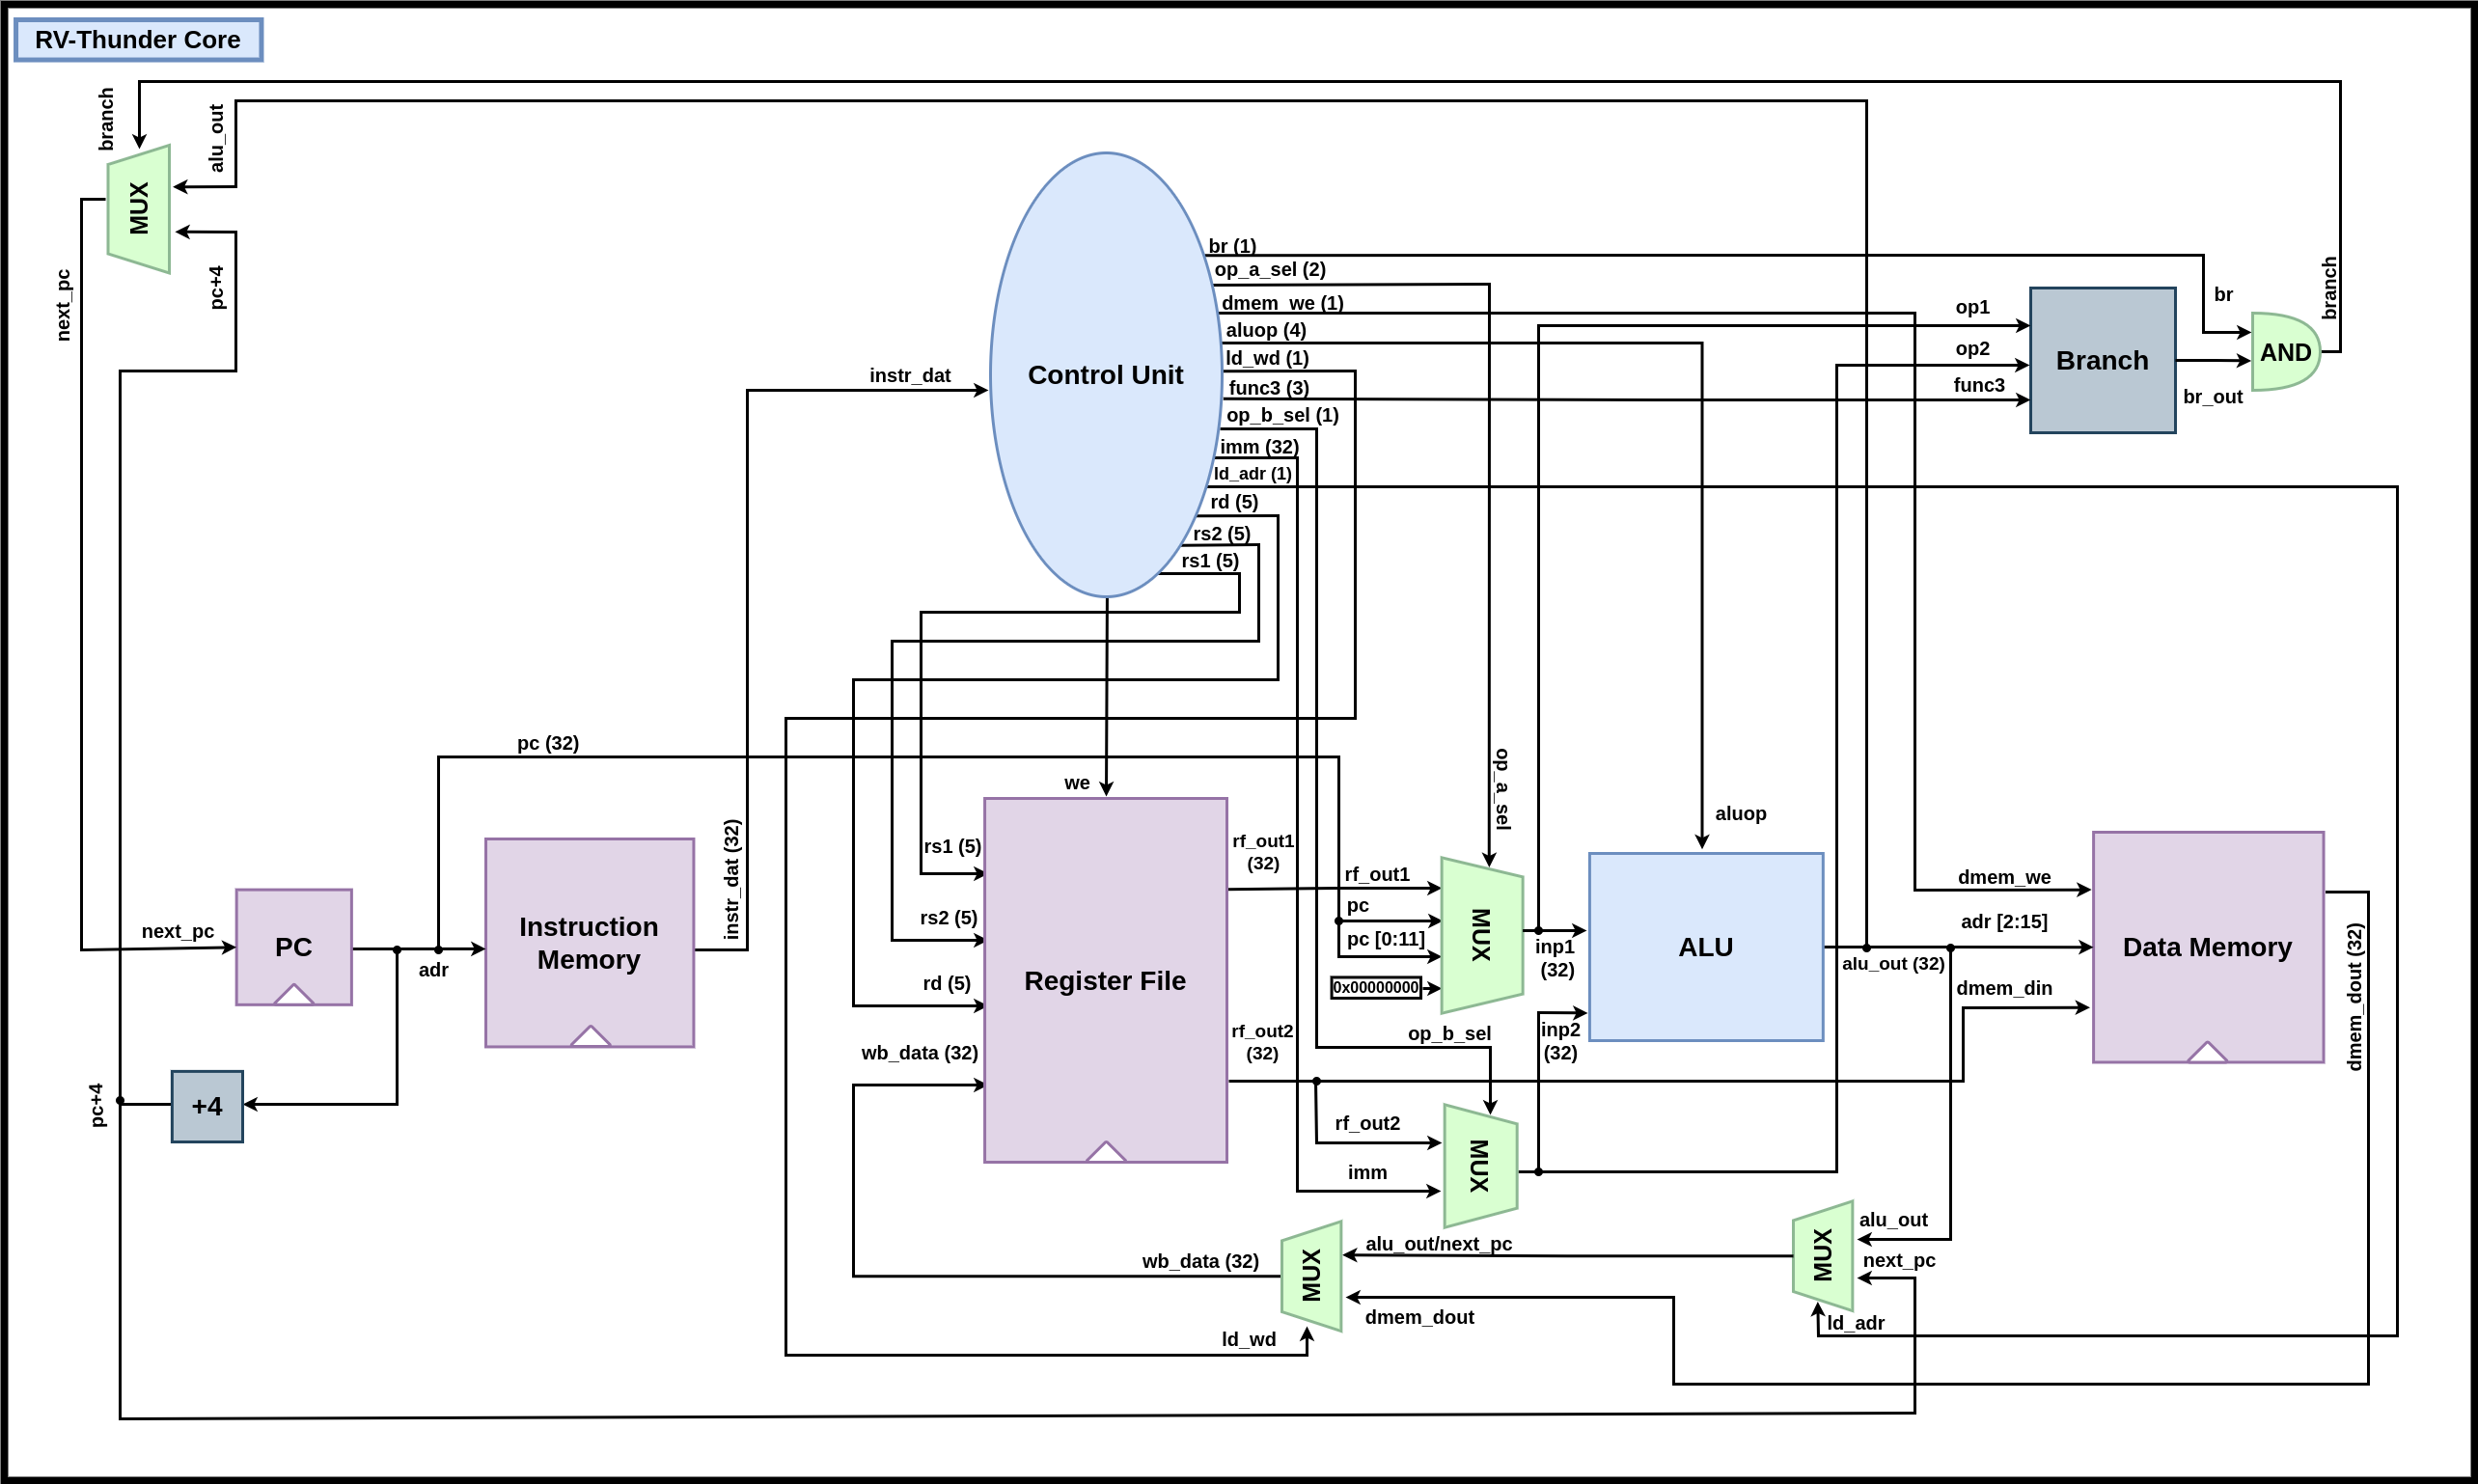 RV-Thunder Core
branch
alu_out
MUX
pc+4
next_pc
br (1)
op_a_sel (2)
dmem_we (1)
aluop (4)
ld_wd (1)
func3 (3)
op_b_sel (1)
imm (32)
ld_adr (1)
rd (5)
rs2 (5)
rs1 (5)
Control Unit
instr_dat
op1
op2
func3
Branch
br
br_out
AND
branch
pc (32)
we
op_a_sel
aluop
next_pc
PC
adr
Instruction
Memory
instr_dat (32)
rs1 (5)
rs2 (5)
rd (5)
wb_data (32)
Register File
rf_out1
(32)
rf_out2
(32)
rf_out1
pc
pc [0:11]
0x00000000
MUX
inp1
(32)
inp2
(32)
ALU
alu_out (32)
dmem_we
adr [2:15]
dmem_din
Data Memory
dmem_dout (32)
+4
pc+4
op_b_sel
rf_out2
imm
MUX
wb_data (32)
MUX
alu_out/next_pc
dmem_dout
ld_wd
MUX
alu_out
next_pc
ld_adr